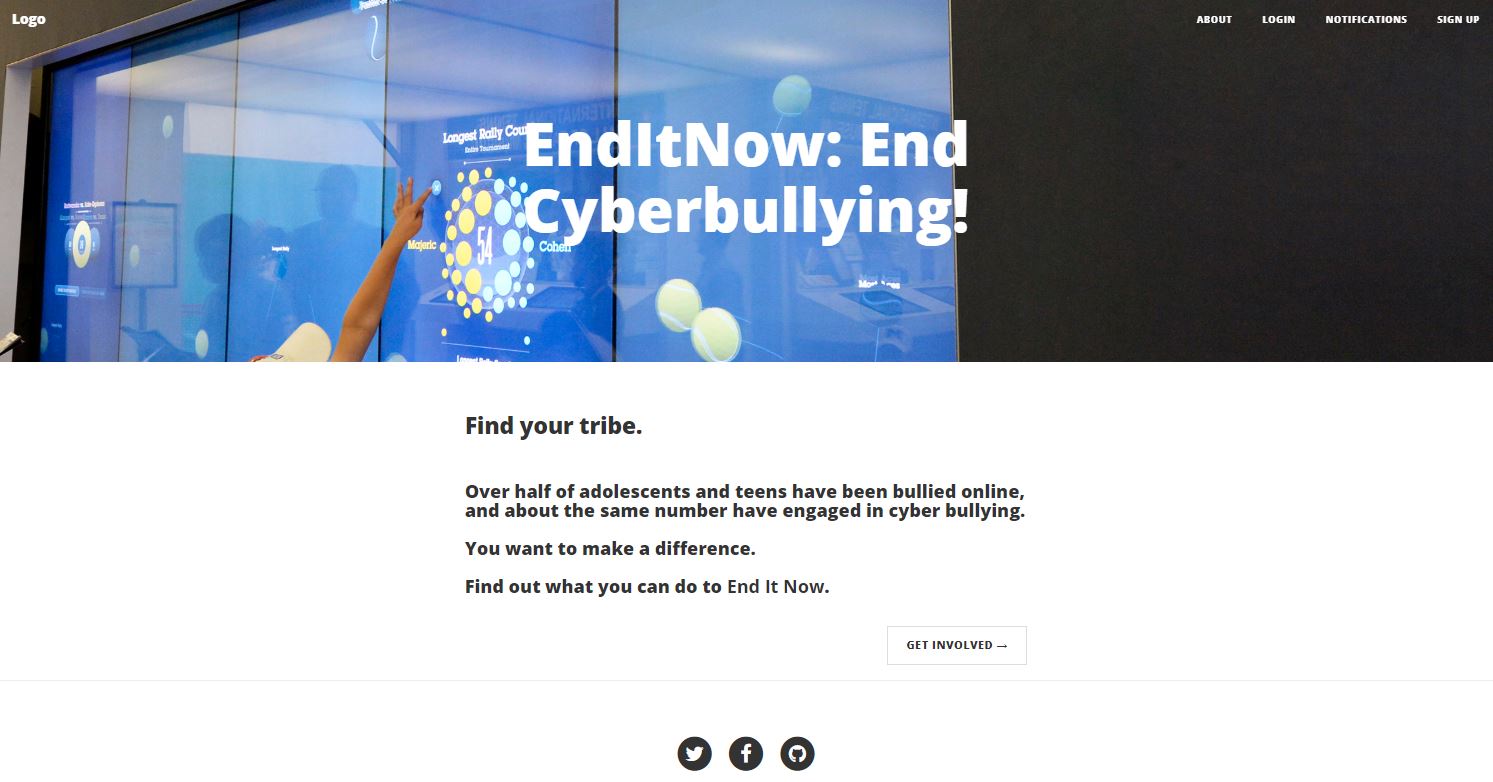 Logo
ABOUT LOGIN NOTIFICATIONS SIGN UP
Longest Rally
Entire Tournament
EndItNow: End
Cyberbullying!
54
Majeric
Cohen
Longest Rally
Find your tribe.
Over half of adolescents and teens have been bullied online,
and about the same number have engaged in cyber bullying.
You want to make a difference.
Find out what you can do to End It Now.
GET INVOLVED →